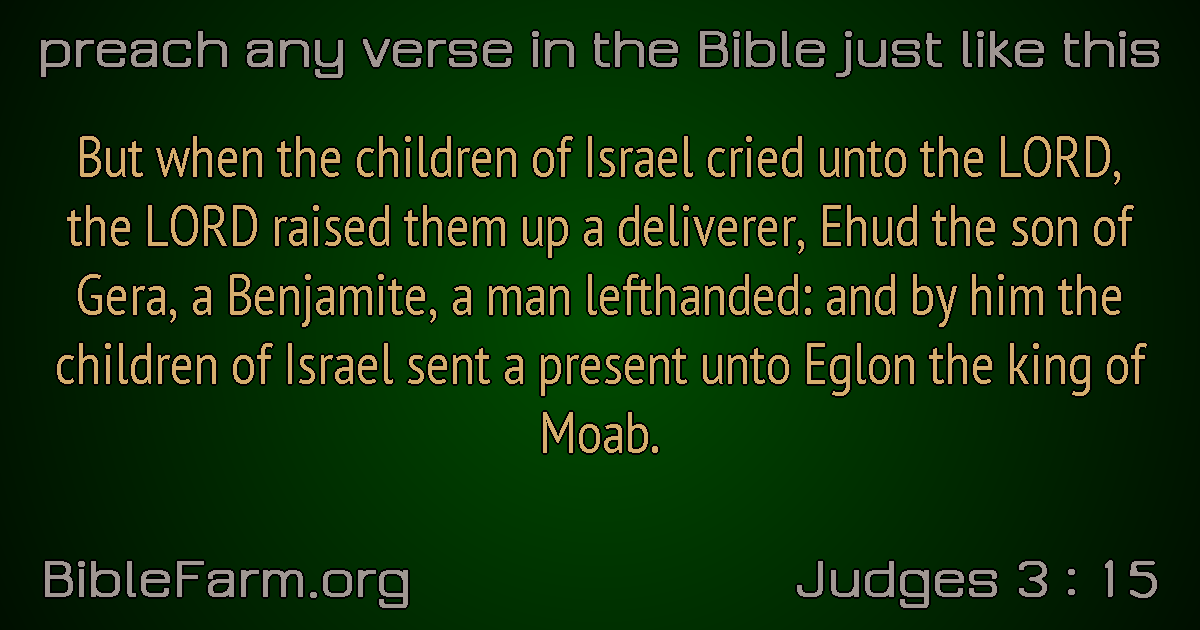 preach any verse in the Bible just like this
But when the children of Israel cried unto the LORD,
the LORD raised them up a deliverer, Ehud the son of
Gera, a Benjamite, a man lefthanded: and by him the
children of Israel sent a present unto Eglon the king of
Moab.
BibleFarm.org
Judges 3 : 15